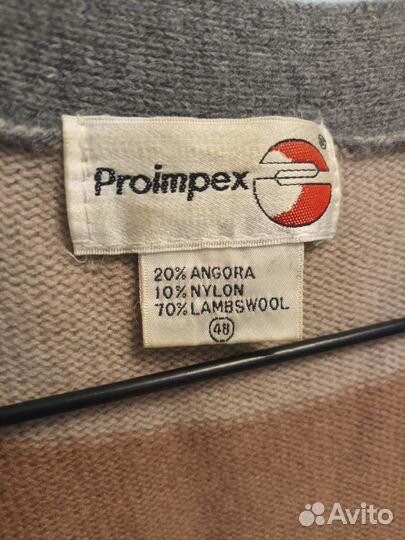 Proimpex
®
20% ANGORA
10% NYLON
70% LAMBSWOOL
48
Avito